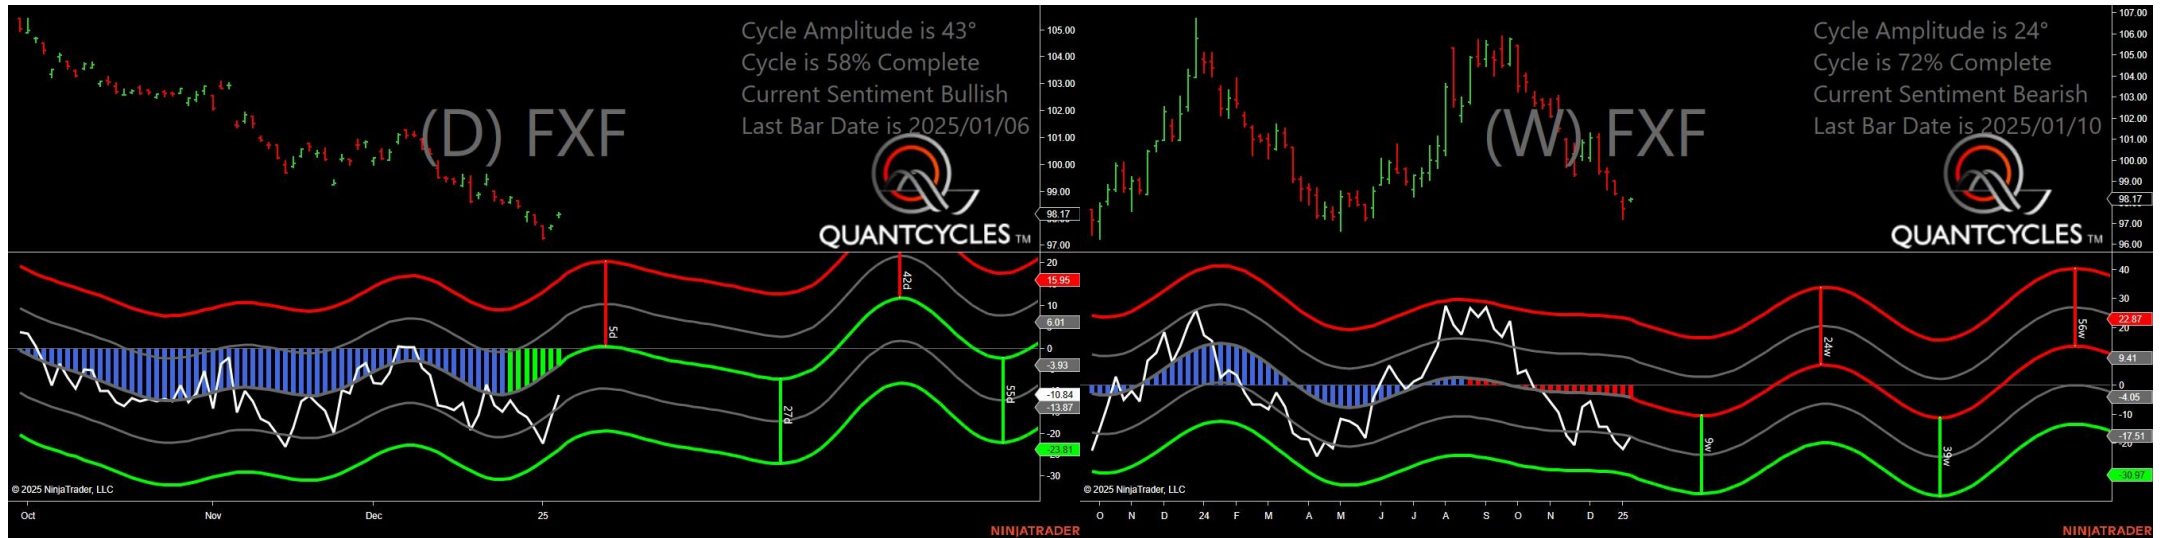 Cycle Amplitude is 43°
Cycle is 58% Complete
Current Sentiment Bullish
Last Bar Date is 2025/01/06
(D) FXF
QUANTCYCLES TM
105.00
104.00
103.00
102.00
101.00
100.00
99.00
98.17
97.00
20
15.95
10
6.01
0
-3.93
-10.84
-13.87
-20
-23.81
-30
5d
27d
42d
55d
© 2025 NinjaTrader, LLC
Oct Nov Dec 25
NINJATRADER
Cycle Amplitude is 24°
Cycle is 72% Complete
Current Sentiment Bearish
Last Bar Date is 2025/01/10
(W) FXF
QUANTCYCLES TM
107.00
106.00
105.00
104.00
103.00
102.00
101.00
100.00
99.00
98.17
97.00
96.00
40
30
22.87
20
9.41
0
-4.05
-10
-17.51
-30.97
9w
24w
39w
56w
© 2025 NinjaTrader, LLC
O N D 24 F M A M J J A S O N D 25
NINJATRADER